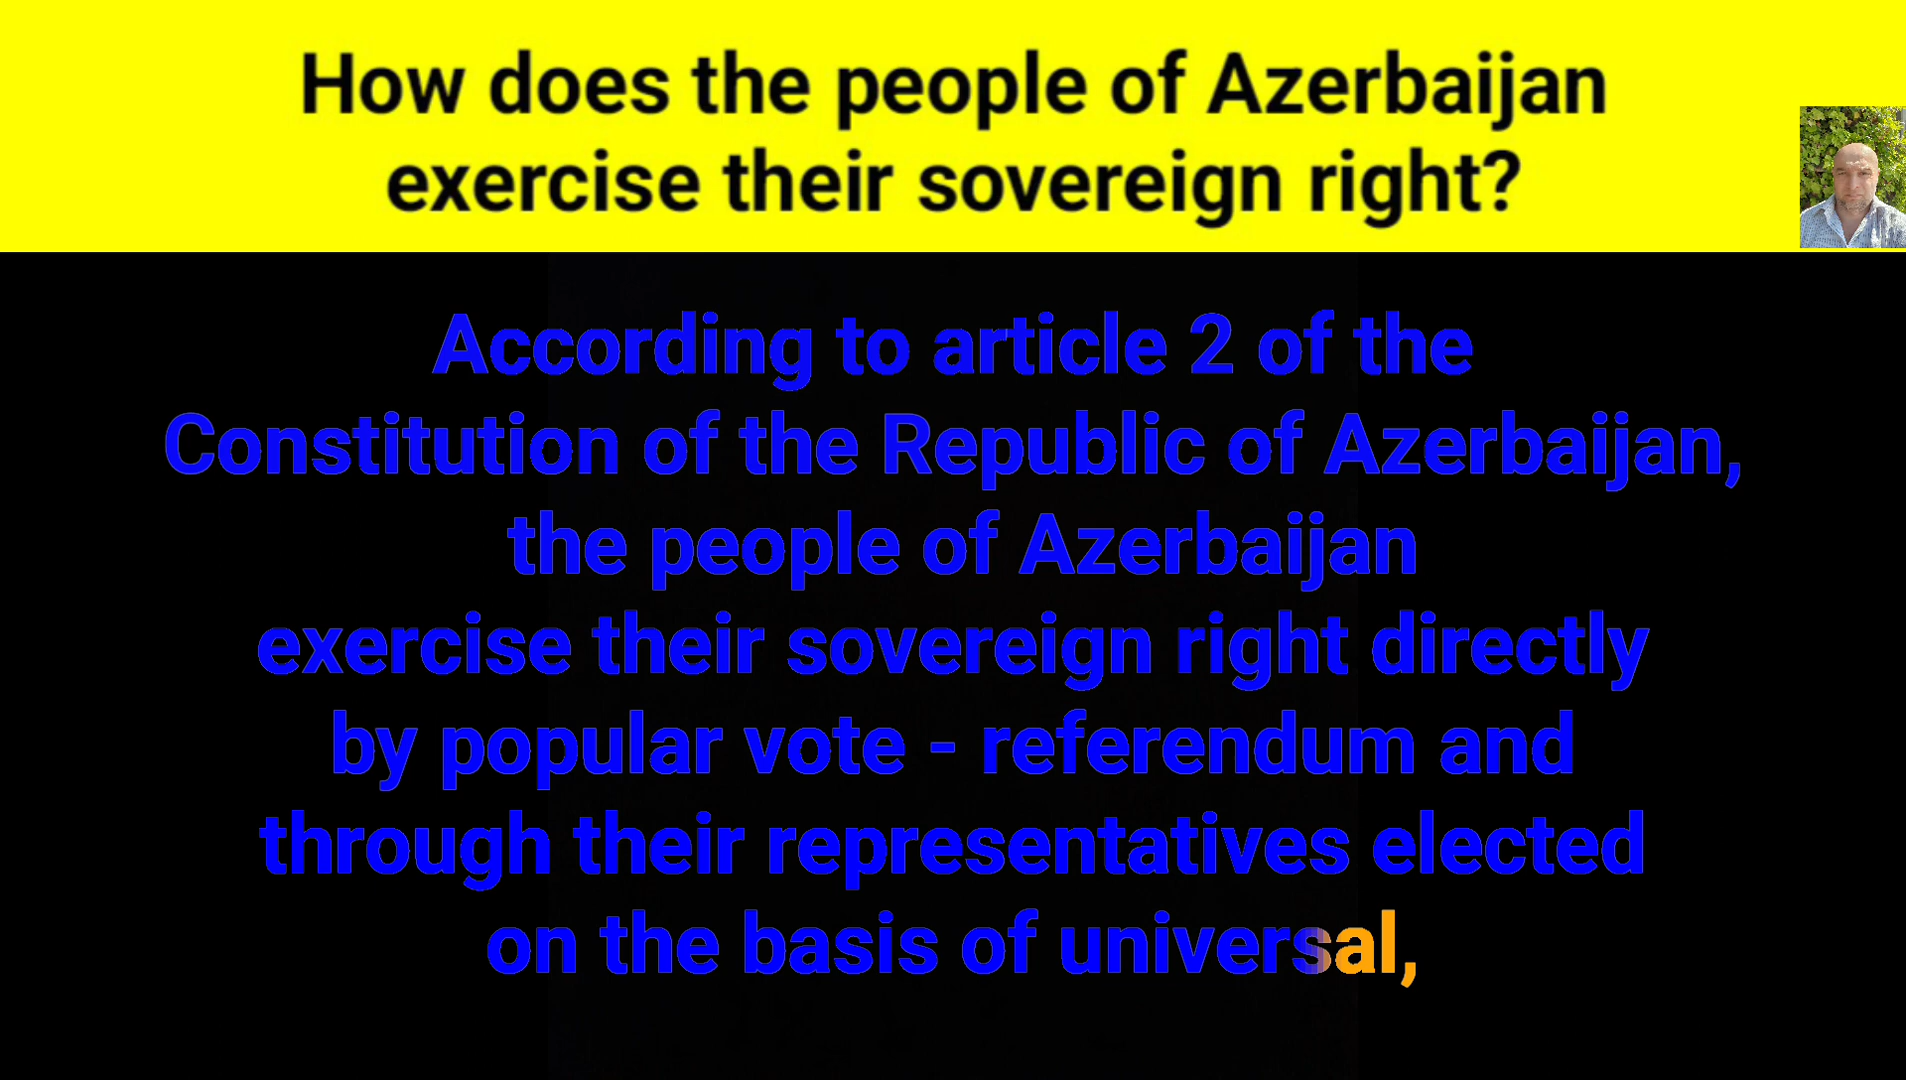 How does the people of Azerbaijan
exercise their sovereign right?
According to article 2 of the
Constitution of the Republic of Azerbaijan,
the people of Azerbaijan
exercise their sovereign right directly
by popular vote - referendum and
through their representatives elected
on the basis of universal,